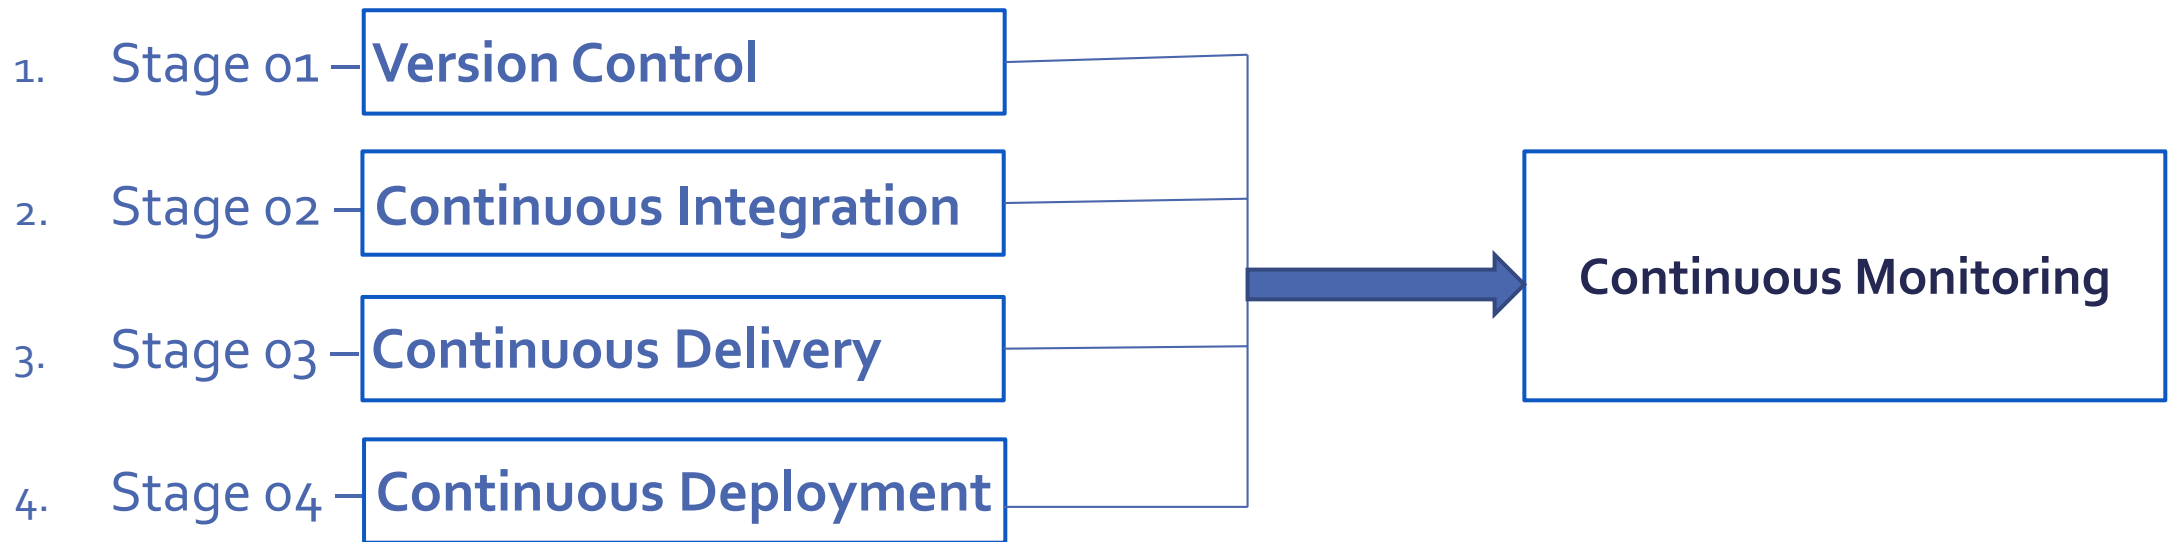 1. Stage 01 – Version Control
2. Stage 02 – Continuous Integration
3. Stage 03 – Continuous Delivery
4. Stage 04 – Continuous Deployment
Continuous Monitoring